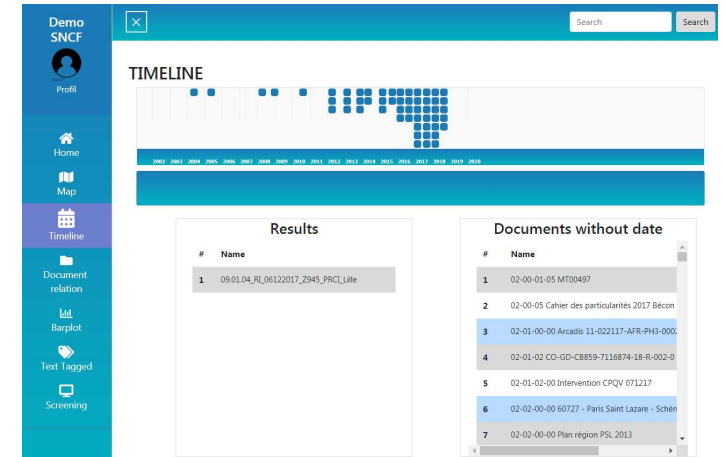 Demo
SNCF
Profil
Home
Map
Timeline
Document
relation
Barplot
Text Tagged
Screening
Search
Search
TIMELINE
2002 2003 2004 2005 2006 2007 2008 2009 2010 2011 2012 2013 2014 2015 2016 2017 2018 2019 2020
Results
# Name
1 09.01.04_RI_06122017_Z945_PRCI_Lille
Documents without date
# Name
1 02-00-01-05 MT00497
2 02-00-05 Cahier des particularités 2017 Bécon
3 02-01-00-00 Arcadis 11-022117-AFR-PH3-0002
4 02-01-02 CO-GD-CB859-7116874-18-R-002-0
5 02-01-02-00 Intervention CPQV 071217
6 02-02-00-00 60727 - Paris Saint Lazare - Schém
7 02-02-00-00 Plan région PSL 2013